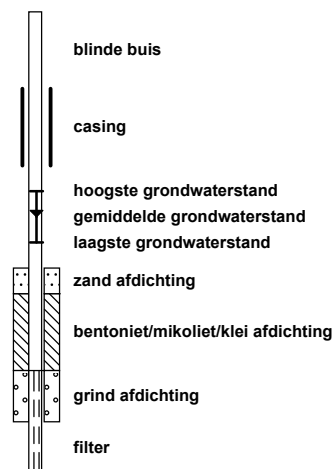 blinde buis
casing
hoogste grondwaterstand
gemiddelde grondwaterstand
laagste grondwaterstand
zand afdichting
bentoniet/mikoliet/klei afdichting
grind afdichting
filter